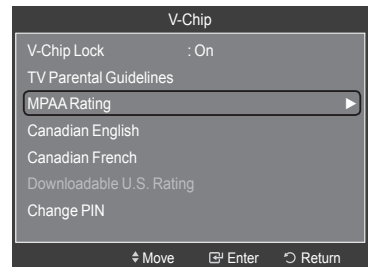 V-Chip
V-Chip Lock : On
TV Parental Guidelines
MPAA Rating
Canadian English
Canadian French
Downloadable U.S. Rating
Change PIN
Move Enter Return